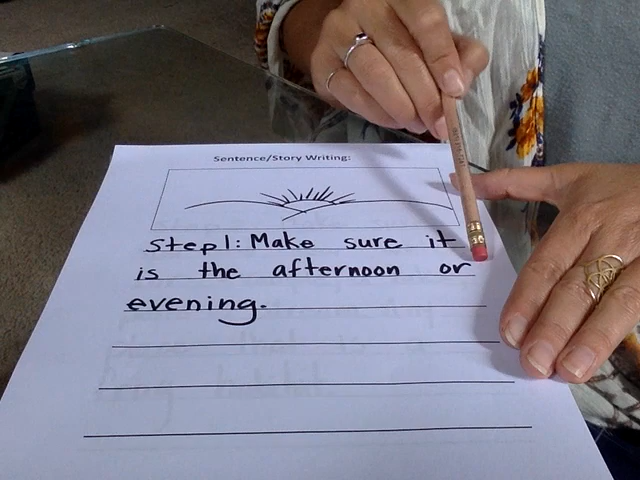 Sentence/Story Writing:
Step1: Make sure it
is the afternoon or
evening.